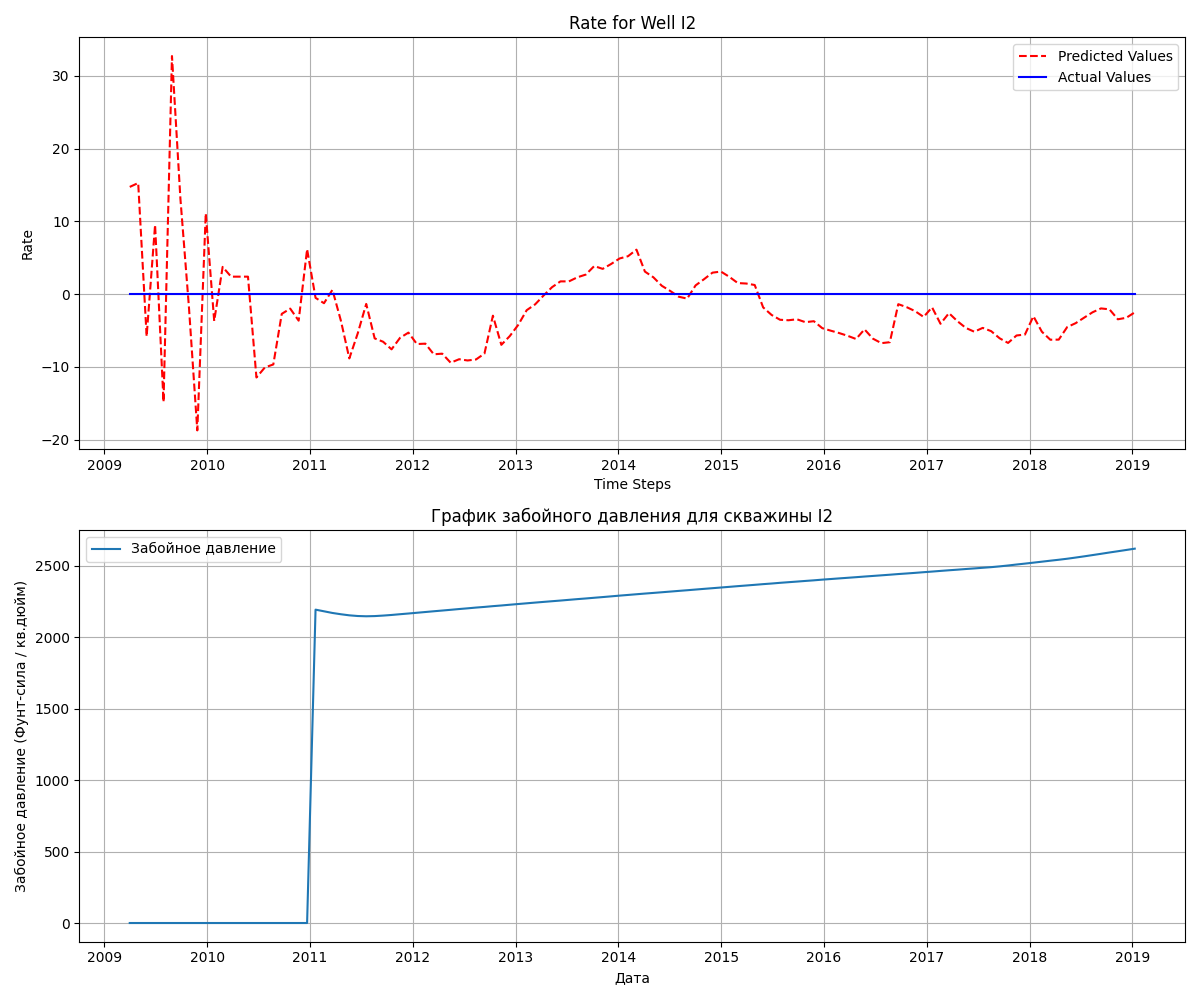 Rate for Well I2
Predicted Values
Actual Values
Rate
30
20
10
0
−10
−20
2009 2010 2011 2012 2013 2014 2015 2016 2017 2018 2019
Time Steps
График забойного давления для скважины I2
Забойное давление
Забойное давление (Фунт-сила / кв.дюйм)
2500
2000
1500
1000
500
0
2009 2010 2011 2012 2013 2014 2015 2016 2017 2018 2019
Дата